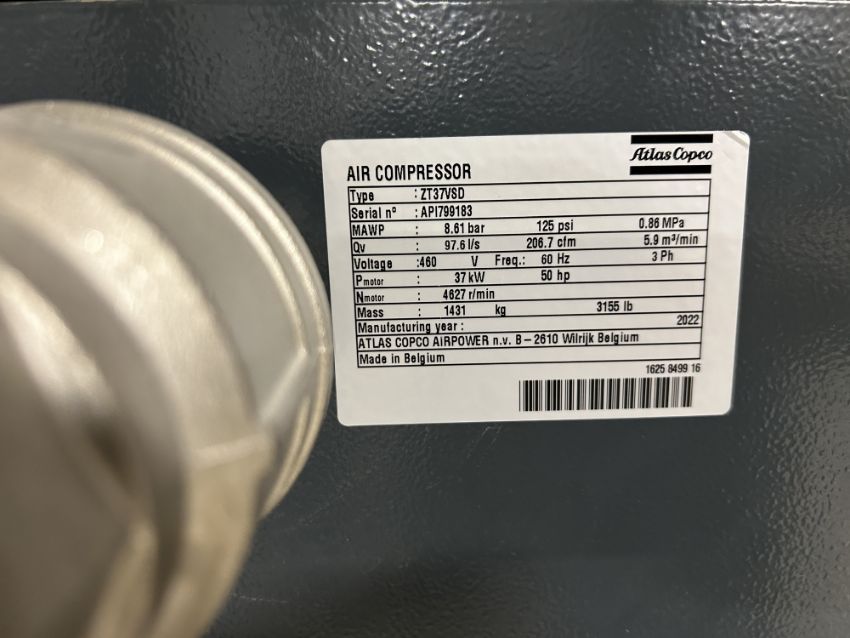 Atlas Copco
AIR COMPRESSOR
Type : ZT37VSD
Serial nº : API799183
MAWP : 8.61 bar 125 psi 0.86 MPa
Qv : 97.6 l/s 206.7 cfm 5.9 m³/min
Voltage :460 V Freq.: 60 Hz 3 Ph
Pmotor : 37 kW 50 hp
Nmotor : 4627 r/min
Mass : 1431 kg 3155 lb
Manufacturing year : 2022
ATLAS COPCO AIRPOWER n.v. B-2610 Wilrijk Belgium
Made in Belgium
1625 8499 16